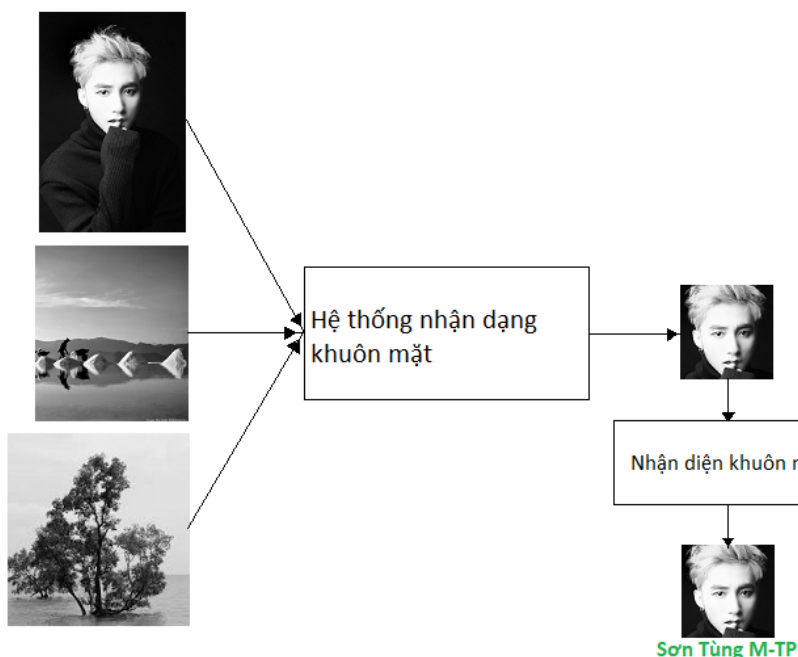 Hệ thống nhận dạng
khuôn mặt
Nhận diện khuôn
Sơn Tùng M-TP